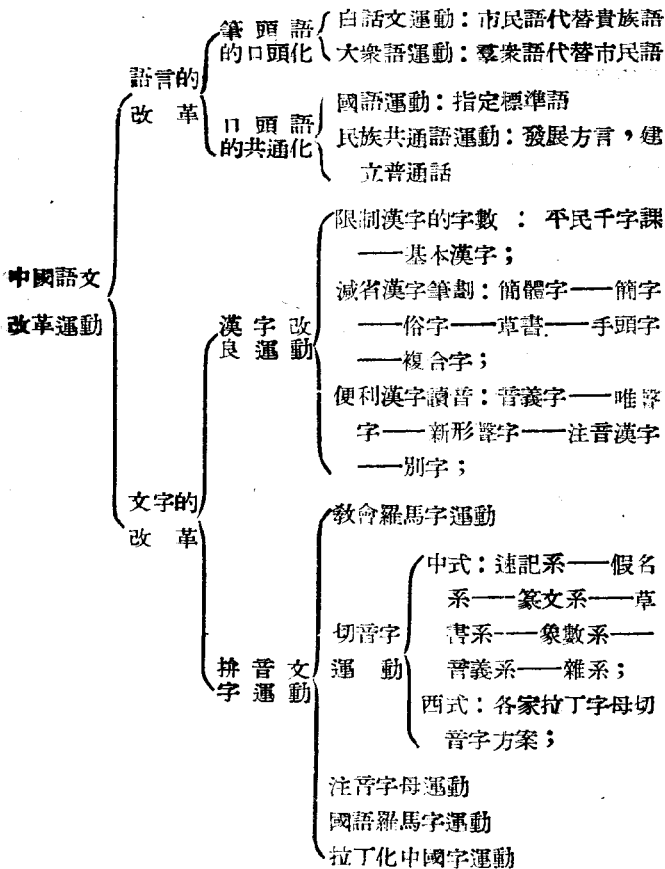 中國語文
改革運動
語言的
改革
筆頭語
的口頭化
白話文運動：市民語代替貴族語
大衆語運動：羣衆語代替市民語
口頭語
的共通化
國語運動：指定標準語
民族共通語運動：發展方言，建
立普通話
文字的
改革
漢字改
良運動
限制漢字的字數：平民千字課
——基本漢字；
減省漢字筆劃：簡體字——簡字
——俗字——草書——手頭字
——複合字；
便利漢字讀音：音義字——唯聲
字——新形聲字——注音漢字
——別字；
拼音文
字運動
敎會羅馬字運動
切音字
運動
中式：速記系——假名
系——篆文系——草
書系——象數系——
音義系——雜系；
西式：各家拉丁字母切
音字方案；
注音字母運動
國語羅馬字運動
拉丁化中國字運動